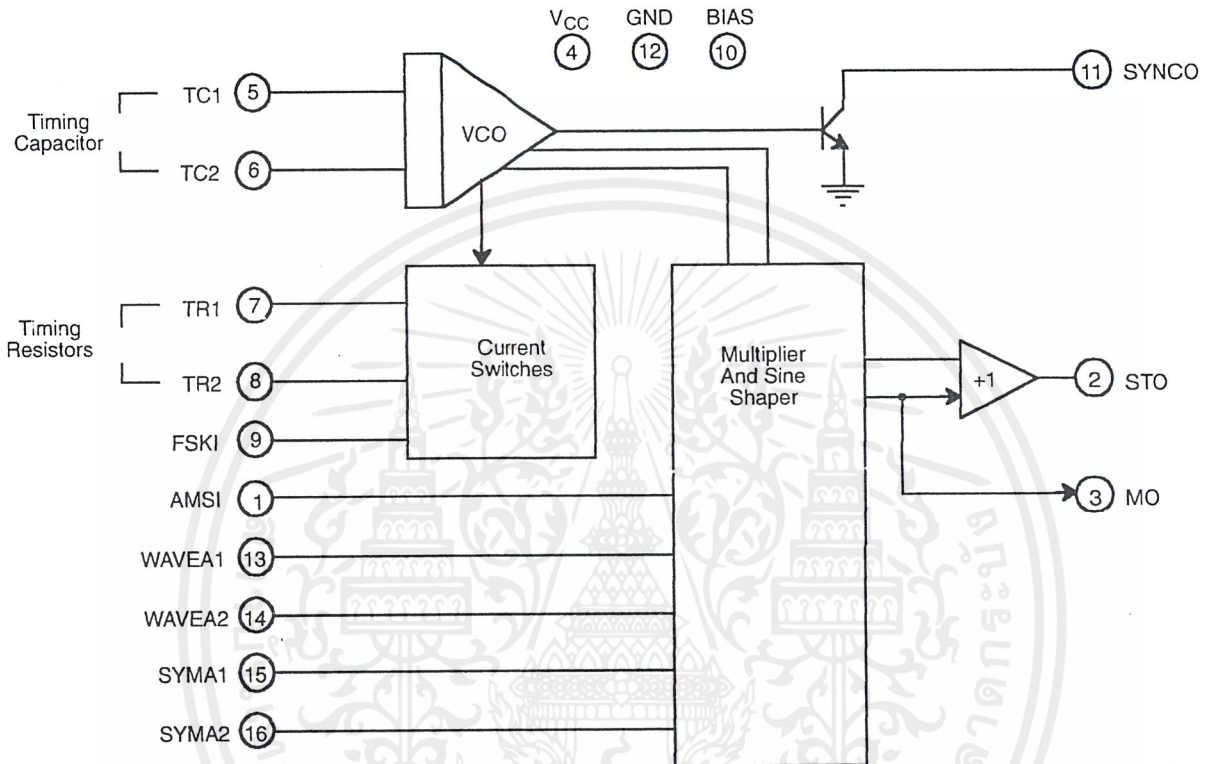 VCC GND BIAS
4 12 10
TC1 5
Timing
Capacitor
TC2 6
VCO
11 SYNCO
TR1 7
Timing
Resistors
TR2 8
FSKI 9
Current
Switches
Multiplier
And Sine
Shaper
+1
2 STO
3 MO
AMSI 1
WAVEA1 13
WAVEA2 14
SYMA1 15
SYMA2 16